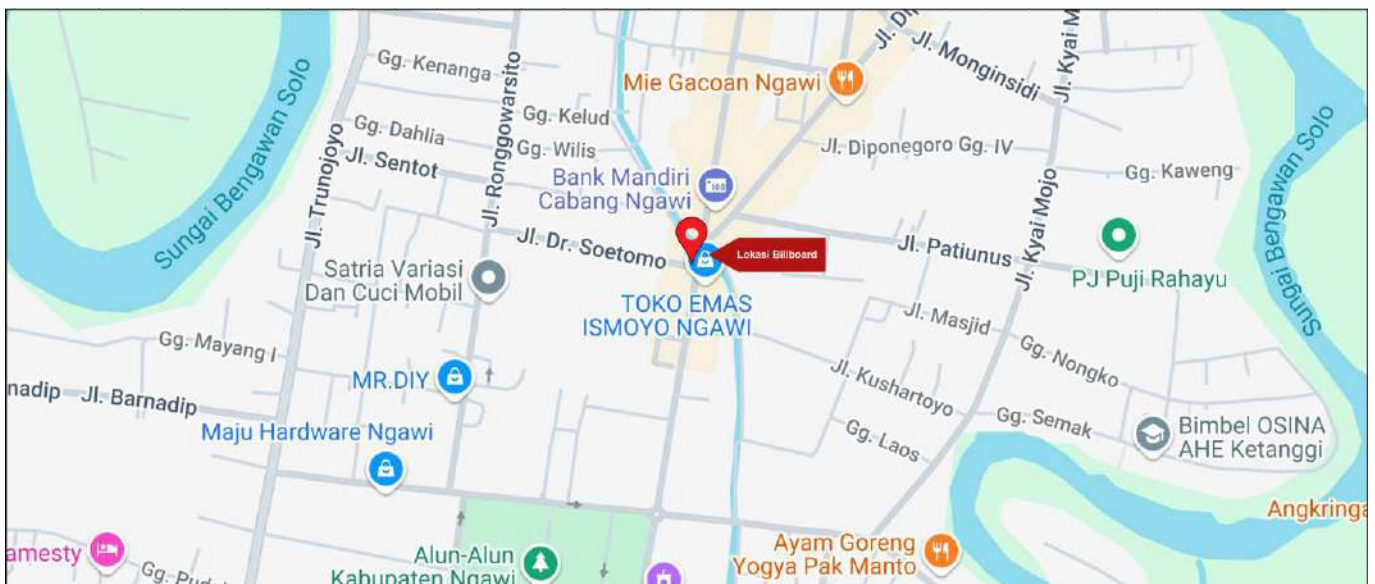 Sungai Bengawan Solo
Gg. Kenanga
Jl. Ronggowarsito
Gg. Kelud
Gg. Dahlia
Gg. Wilis
Jl. Sentot
Jl. Trunojoyo
Mie Gacoan Ngawi
Jl. Monginsidi
Jl. Diponegoro Gg. IV
Gg. Kaweng
Sungai Bengawan Solo
Bank Mandiri
Cabang Ngawi
Jl. Dr. Soetomo
Lokasi Billboard
Jl. Patiunus
Jl. Kyai Mojo
PJ Puji Rahayu
Satria Variasi
Dan Cuci Mobil
TOKO EMAS
ISMOYO NGAWI
Jl. Masjid
Gg. Nongko
Gg. Mayang I
MR.DIY
Jl. Kushartoyo
Gg. Semak
Jl. Barnadip
Maju Hardware Ngawi
Gg. Laos
Bimbel OSINA
AHE Ketanggi
Alun-Alun
Kabupaten Ngawi
Ayam Goreng
Yogya Pak Manto